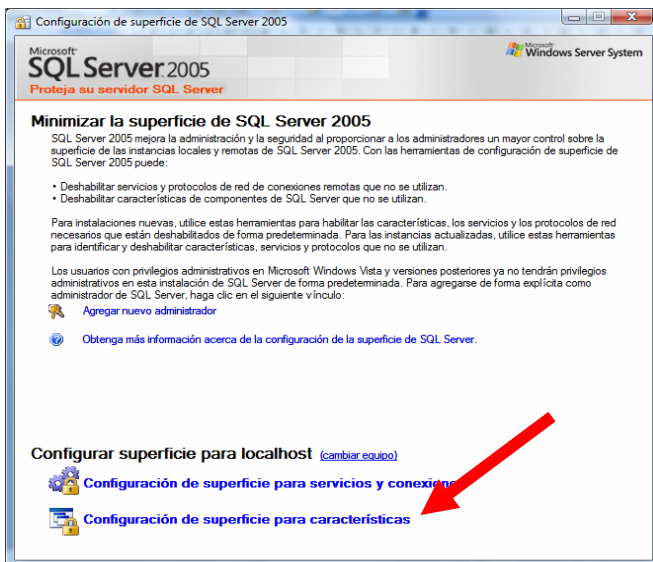 Configuración de superficie de SQL Server 2005
Microsoft
SQL Server 2005
Proteja su servidor SQL Server
Microsoft
Windows Server System
Minimizar la superficie de SQL Server 2005
SQL Server 2005 mejora la administración y la seguridad al proporcionar a los administradores un mayor control sobre la
superficie de las instancias locales y remotas de SQL Server 2005. Con las herramientas de configuración de superficie de
SQL Server 2005 puede:
• Deshabilitar servicios y protocolos de red de conexiones remotas que no se utilizan.
• Deshabilitar características de componentes de SQL Server que no se utilizan.
Para instalaciones nuevas, utilice estas herramientas para habilitar las características, los servicios y los protocolos de red
necesarios que están deshabilitados de forma predeterminada. Para las instancias actualizadas, utilice estas herramientas
para identificar y deshabilitar características, servicios y protocolos que no se utilizan.
Los usuarios con privilegios administrativos en Microsoft Windows Vista y versiones posteriores ya no tendrán privilegios
administrativos en esta instalación de SQL Server de forma predeterminada. Para agregarse de forma explícita como
administrador de SQL Server, haga clic en el siguiente vínculo:
Agregar nuevo administrador
Obtenga más información acerca de la configuración de la superficie de SQL Server.
Configurar superficie para localhost (cambiar equipo)
Configuración de superficie para servicios y conexione
Configuración de superficie para características